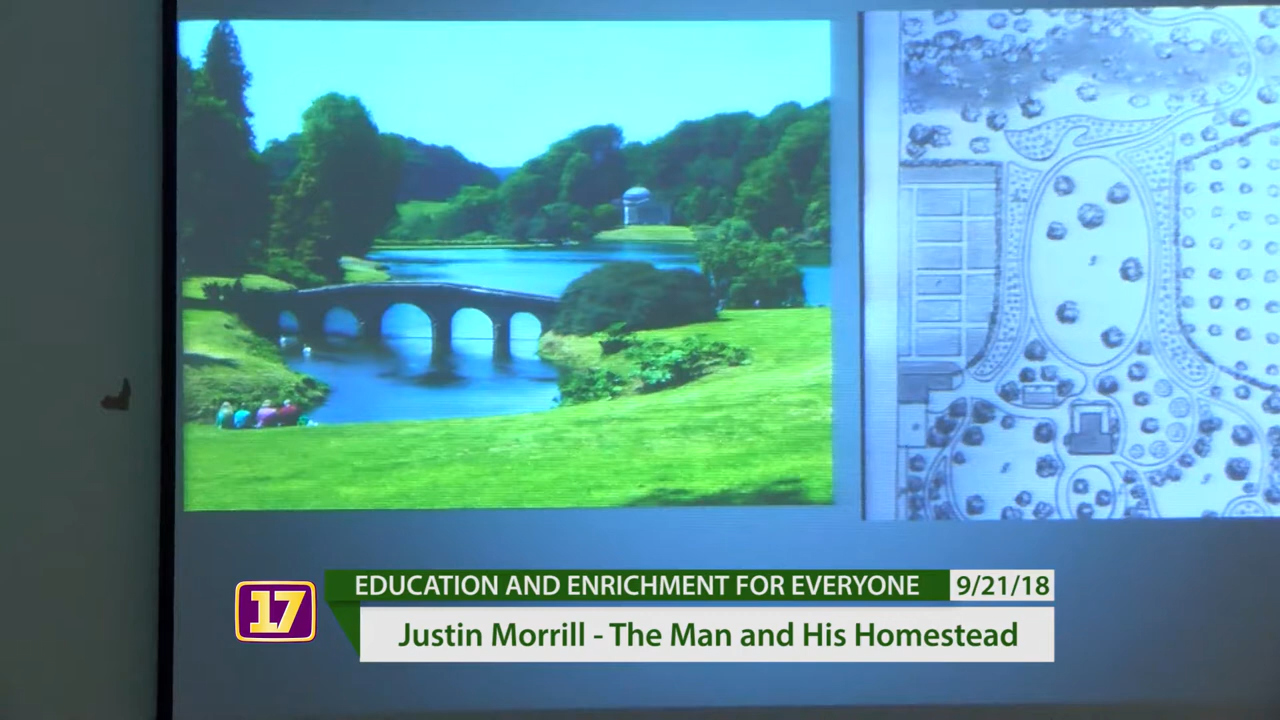 17
EDUCATION AND ENRICHMENT FOR EVERYONE 9/21/18
Justin Morrill - The Man and His Homestead